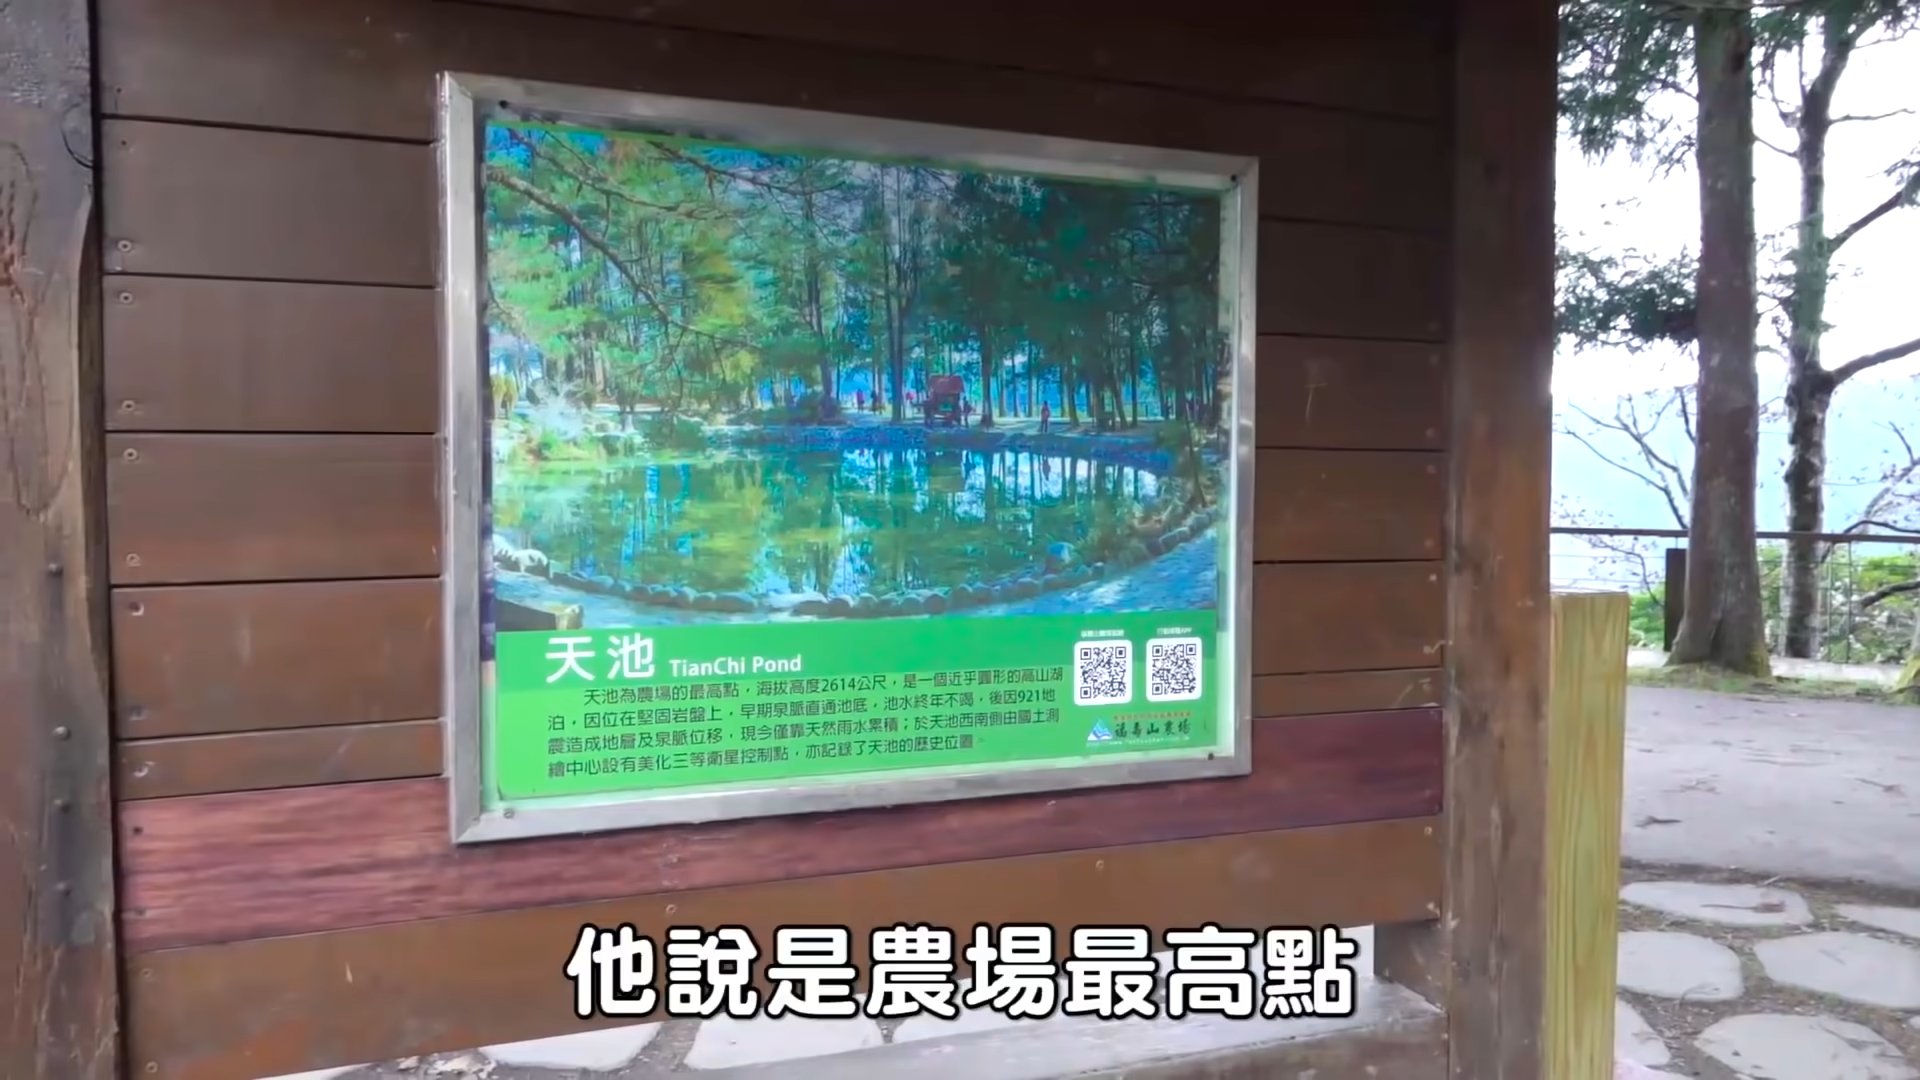 天池 TianChi Pond
天池為農場的最高點，海拔高度2614公尺，是一個近乎圓形的高山湖
泊，因位在堅固岩盤上，早期泉脈直通池底，池水終年不竭，後因921地
震造成地層及泉脈位移，現今僅靠天然雨水累積；於天池西南側由國土測
繪中心設有美化三等衛星控制點，亦記錄了天池的歷史位置。
福壽山農場
他說是農場最高點